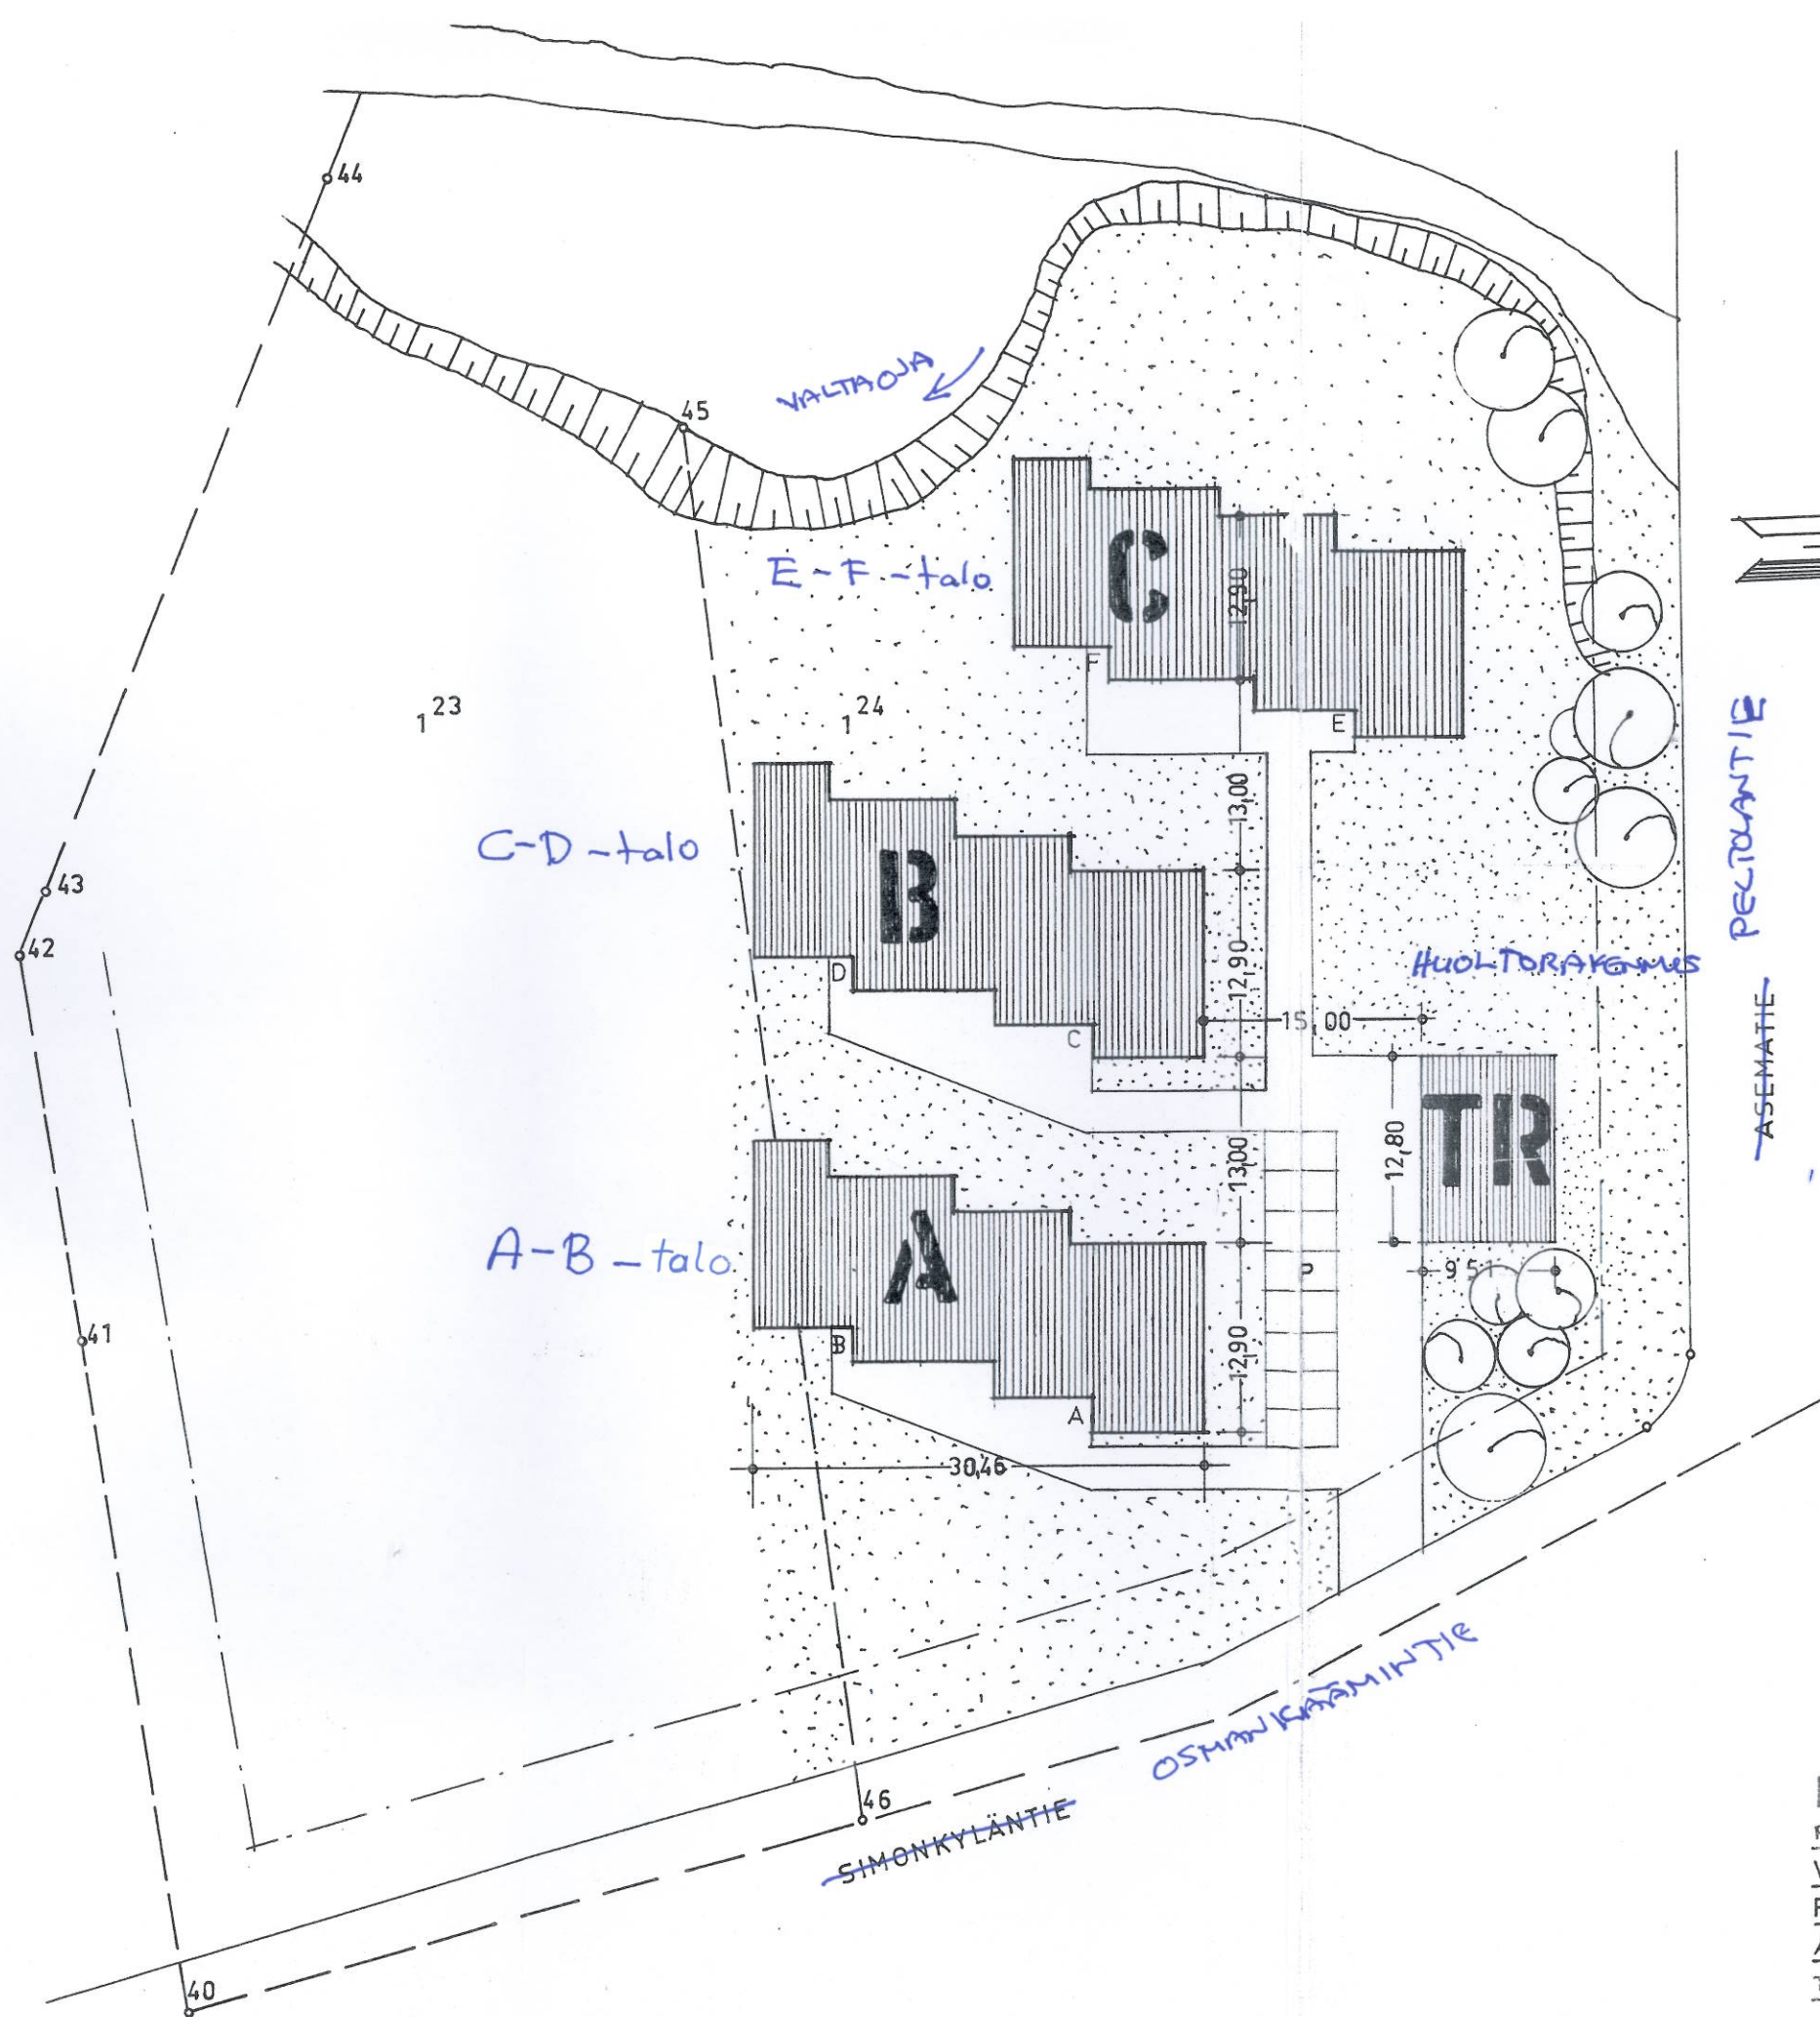 44
45
VALTAOJA
C
E-F-talo
12,90
F
E
1 23
1 24
PELTOLANTIE
13,00
C-D-talo
B
43
42
D
12,90
HUOLTORAKENNUS
ASEMATIE
C
15,00
TR
12,80
13,00
A
A-B-talo
P
9,51
41
B
12,90
A
30,46
OSMANKÄÄMINTIE
46
SIMONKYLÄNTIE
40